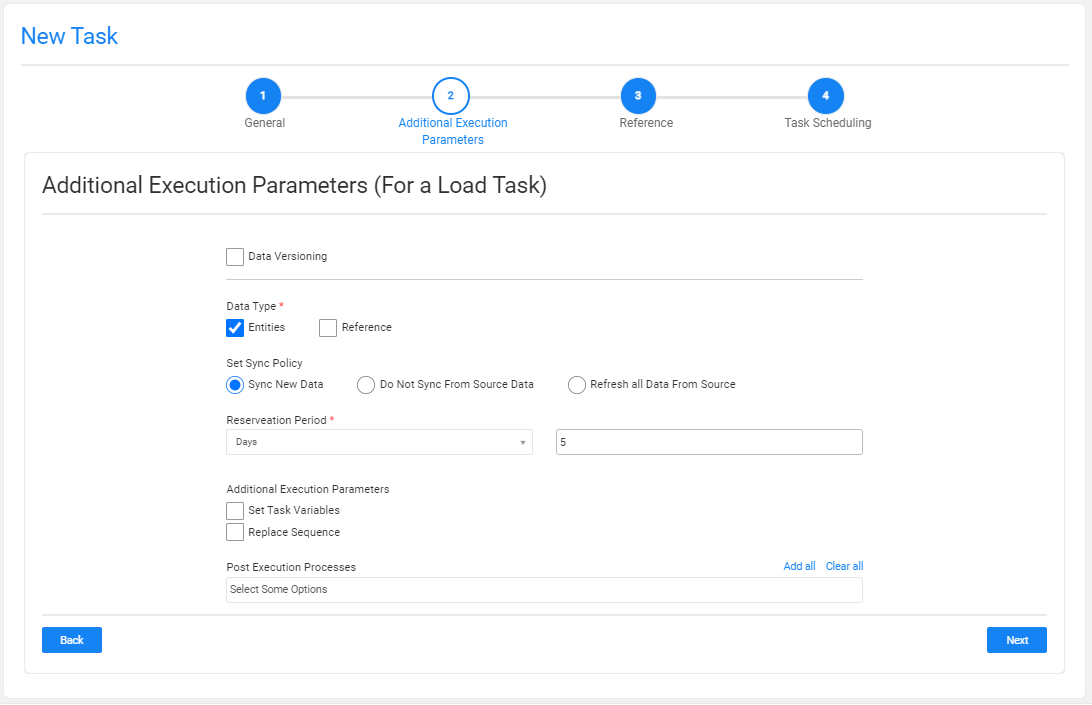 New Task
1
2
3
4
General
Additional Execution
Parameters
Reference
Task Scheduling
Additional Execution Parameters (For a Load Task)
Data Versioning
Data Type *
Entities
Reference
Set Sync Policy
Sync New Data
Do Not Sync From Source Data
Refresh all Data From Source
Reserveation Period *
Days
5
Additional Execution Parameters
Set Task Variables
Replace Sequence
Post Execution Processes
Add all
Clear all
Select Some Options
Back
Next